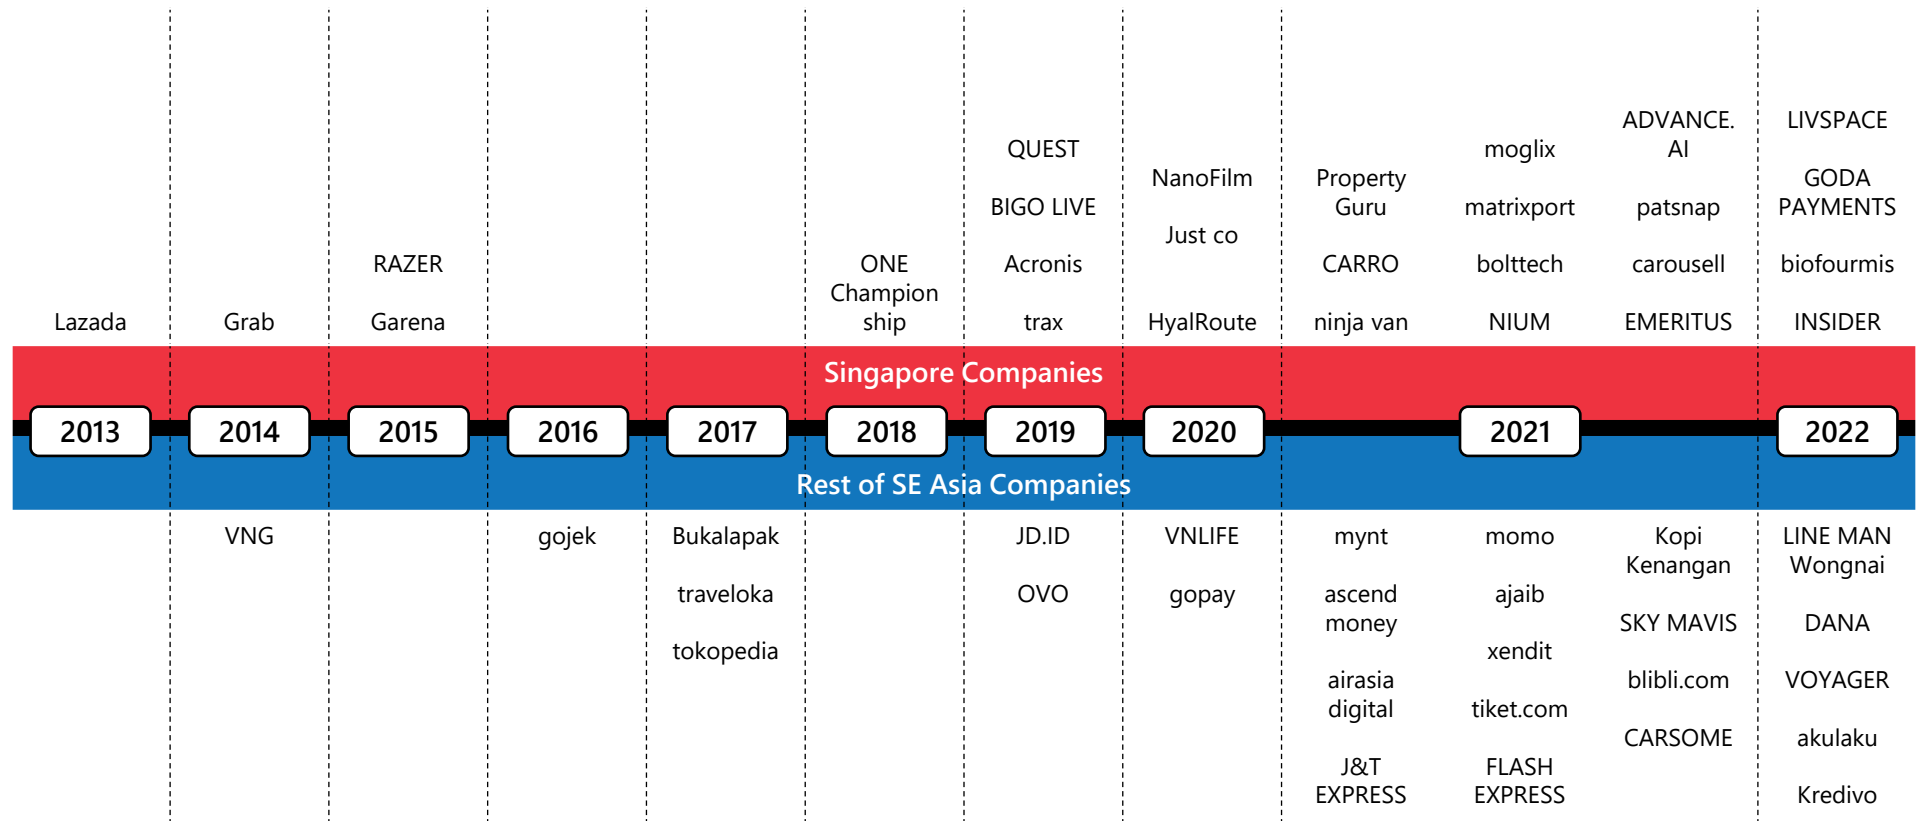 Lazada
Grab
RAZER
Garena
ONE
Champion
ship
QUEST
BIGO LIVE
Acronis
trax
NanoFilm
Just co
HyalRoute
Property
Guru
CARRO
ninja van
moglix
matrixport
bolttech
NIUM
ADVANCE.
AI
patsnap
carousell
EMERITUS
LIVSPACE
GODA
PAYMENTS
biofourmis
INSIDER
Singapore Companies
2013
2014
2015
2016
2017
2018
2019
2020
2021
2022
Rest of SE Asia Companies
VNG
gojek
Bukalapak
traveloka
tokopedia
JD.ID
OVO
VNLIFE
gopay
mynt
ascend
money
airasia
digital
J&T
EXPRESS
momo
ajaib
xendit
tiket.com
FLASH
EXPRESS
Kopi
Kenangan
SKY MAVIS
blibli.com
CARSOME
LINE MAN
Wongnai
DANA
VOYAGER
akulaku
Kredivo